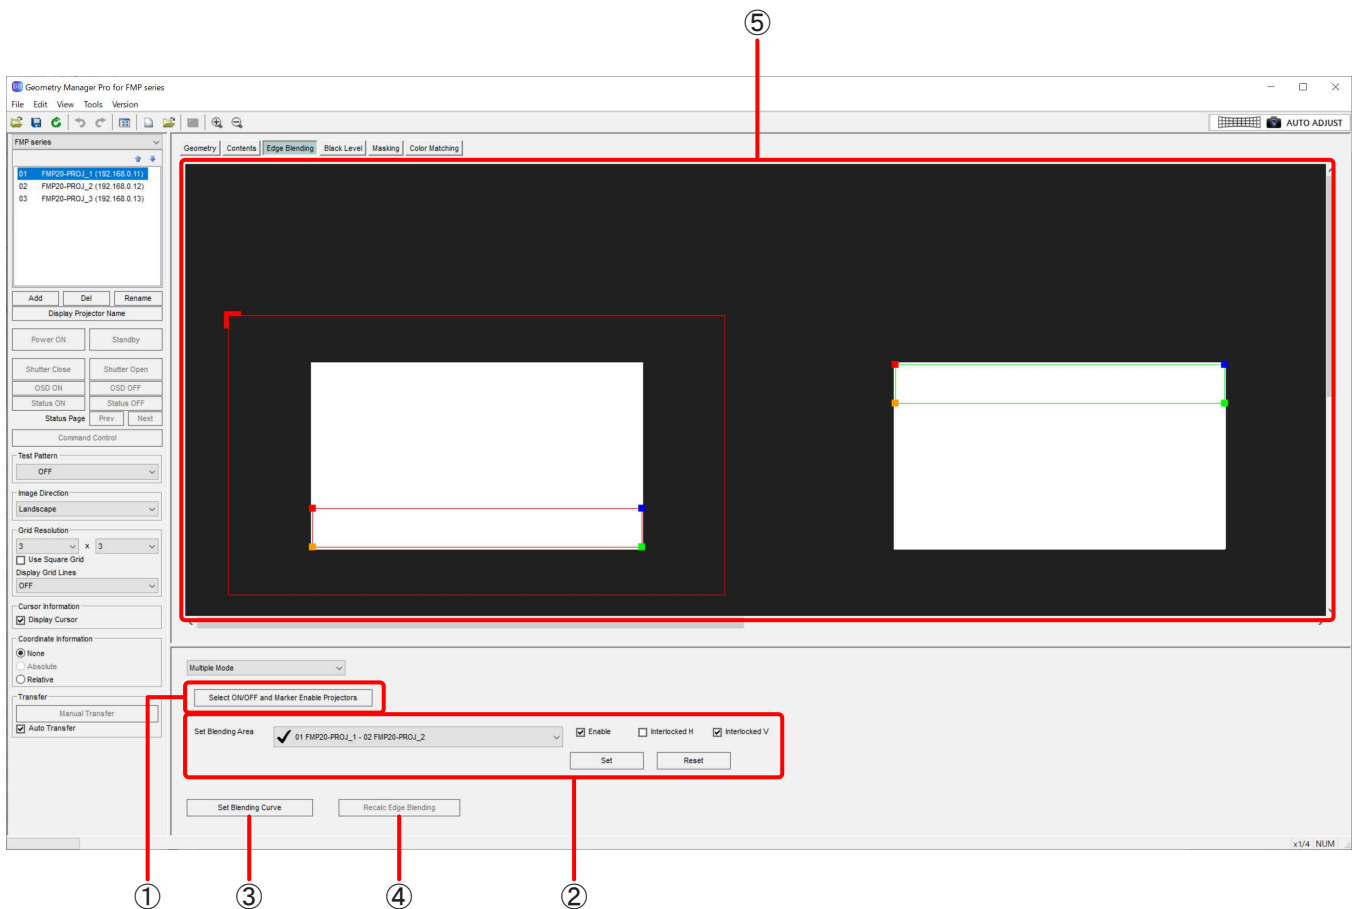 ⑤
Geometry Manager Pro for FMP series
File Edit View Tools Version
AUTO ADJUST
FMP series
Geometry Contents Edge Blending Black Level Masking Color Matching
01 FMP20-PROJ_1 (192.168.0.11)
02 FMP20-PROJ_2 (192.168.0.12)
03 FMP20-PROJ_3 (192.168.0.13)
Add Del Rename
Display Projector Name
Power ON Standby
Shutter Close Shutter Open
OSD ON OSD OFF
Status ON Status OFF
Status Page Prev Next
Command Control
Test Pattern
OFF
Image Direction
Landscape
Grid Resolution
3 x 3
Use Square Grid
Display Grid Lines
OFF
Cursor Information
Display Cursor
Coordinate Information
None
Absolute
Relative
Transfer
Manual Transfer
Auto Transfer
Multiple Mode
Select ON/OFF and Marker Enable Projectors
Set Blending Area 01 FMP20-PROJ_1 - 02 FMP20-PROJ_2 Enable Interlocked H Interlocked V
Set Reset
Set Blending Curve Recalc Edge Blending
x1/4 NUM
① ③ ④ ②